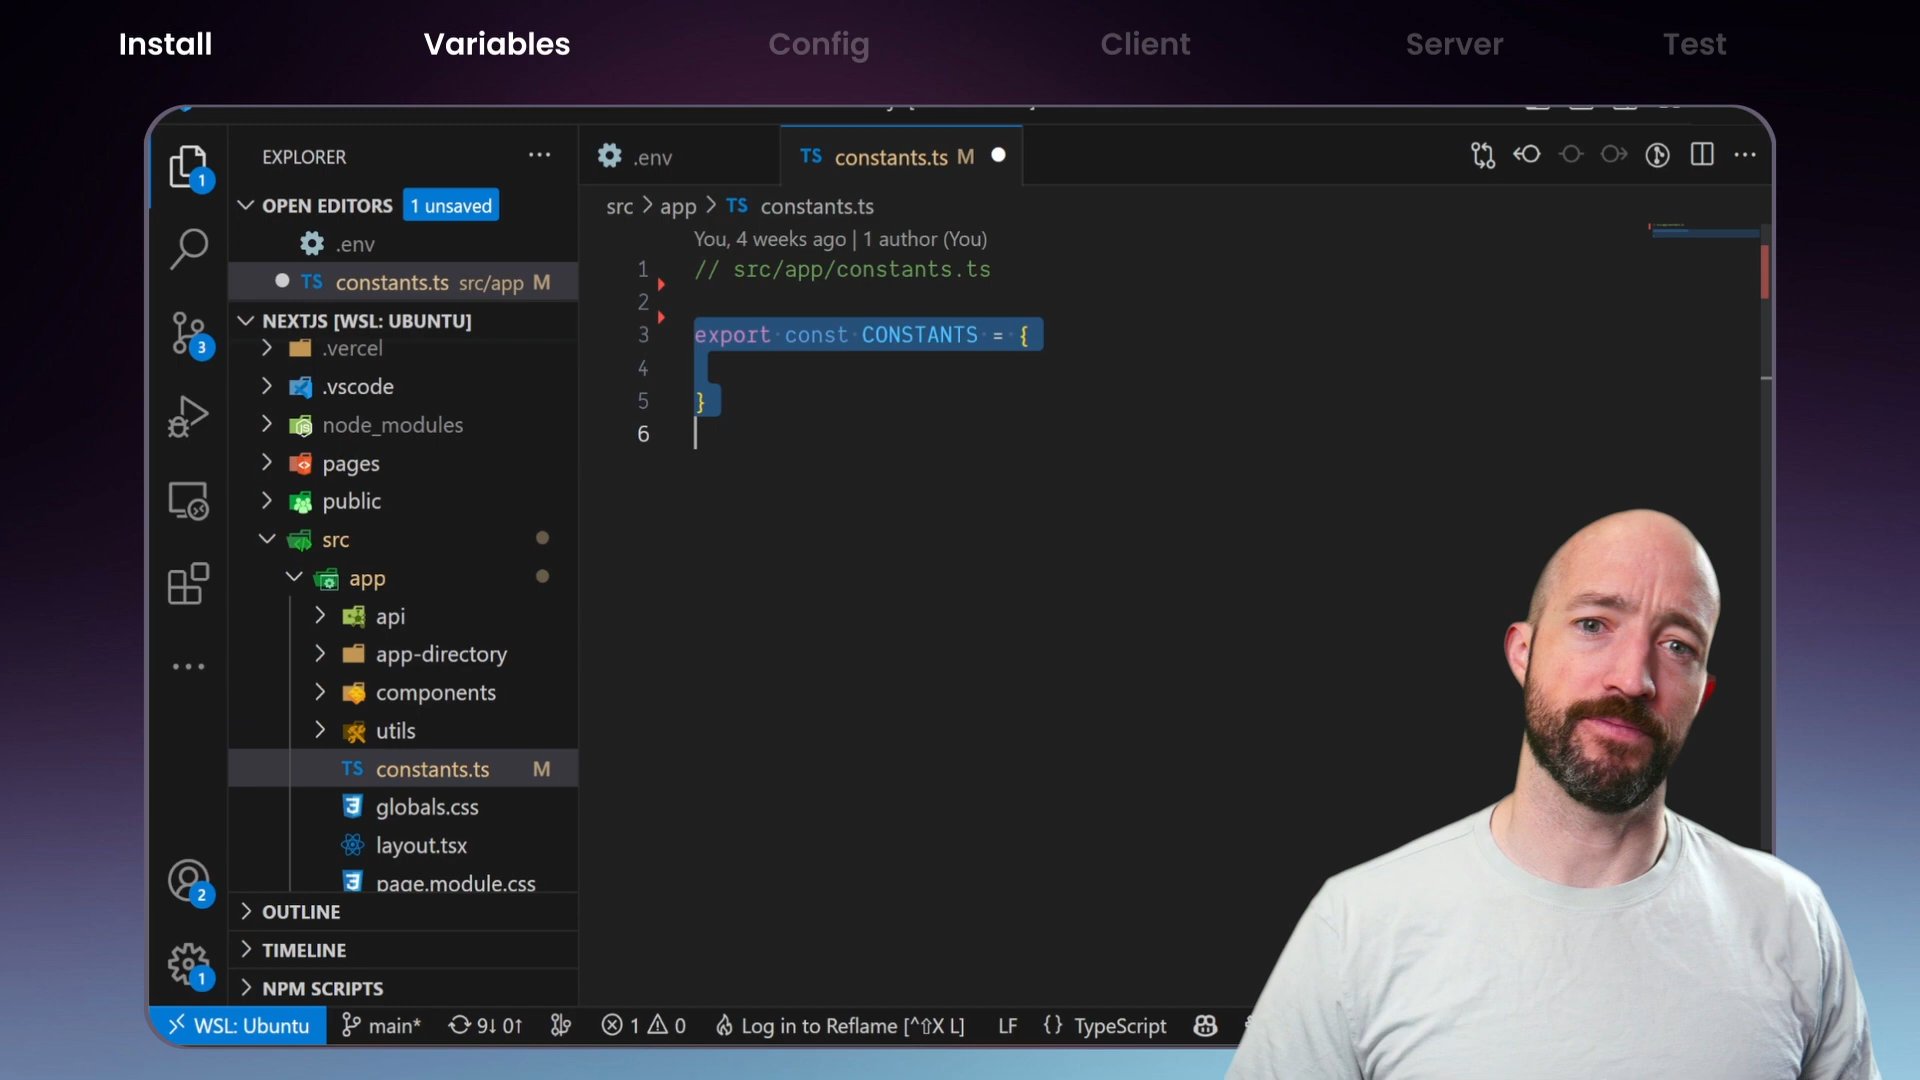 Install Variables Config Client Server Test
EXPLORER
OPEN EDITORS 1 unsaved
.env
TS constants.ts src/app M
NEXTJS [WSL: UBUNTU]
.vercel
.vscode
node_modules
pages
public
src
app
api
app-directory
components
utils
TS constants.ts M
globals.css
layout.tsx
page.module.css
OUTLINE
TIMELINE
NPM SCRIPTS
1
3
2
1
.env
TS constants.ts M
src > app > TS constants.ts
You, 4 weeks ago | 1 author (You)
1 // src/app/constants.ts
2
3 export const CONSTANTS = {
4
5 }
6
WSL: Ubuntu main* 9↓ 0↑ 1 0 Log in to Reflame [^⇧X L] LF {} TypeScript